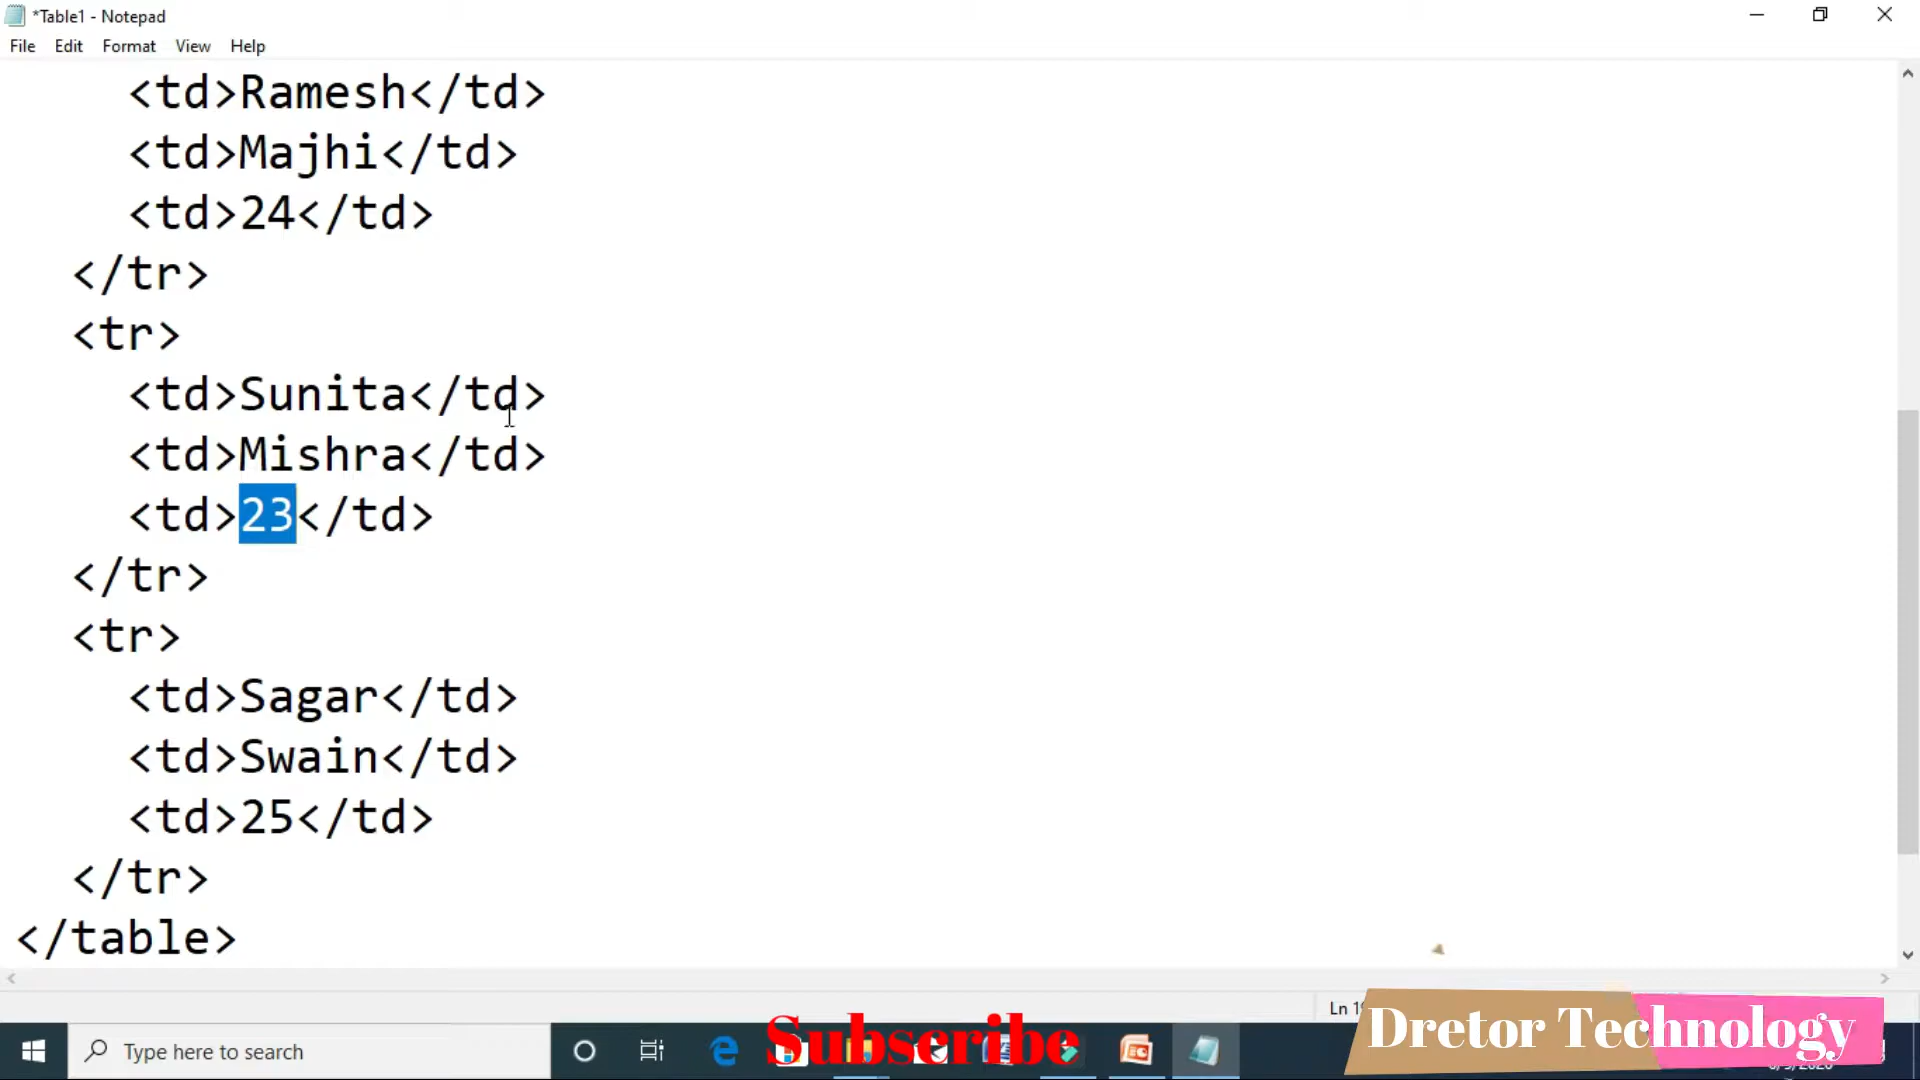 *Table1 - Notepad
File Edit Format View Help
<td>Ramesh</td>
<td>Majhi</td>
<td>24</td>
</tr>
<tr>
<td>Sunita</td>
<td>Mishra</td>
<td>23</td>
</tr>
<tr>
<td>Sagar</td>
<td>Swain</td>
<td>25</td>
</tr>
</table>
Ln
Dretor Technology
Type here to search
Subscribe